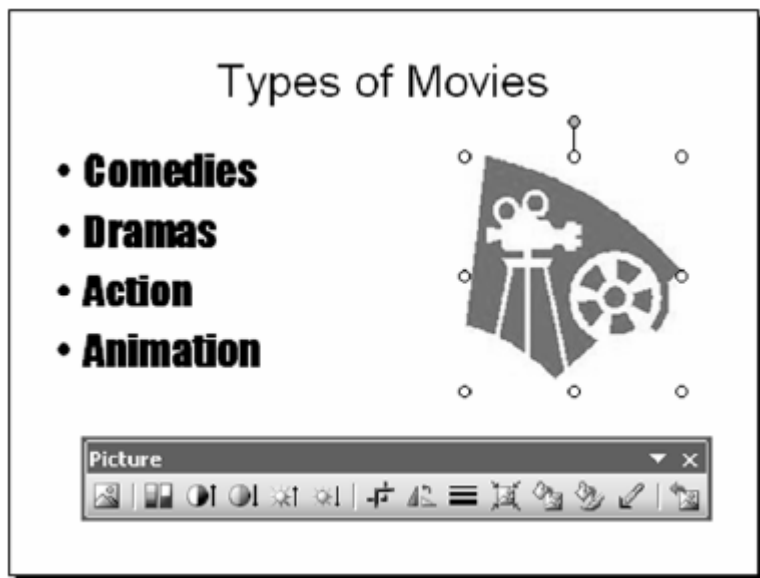 Types of Movies
• Comedies
• Dramas
• Action
• Animation
Picture